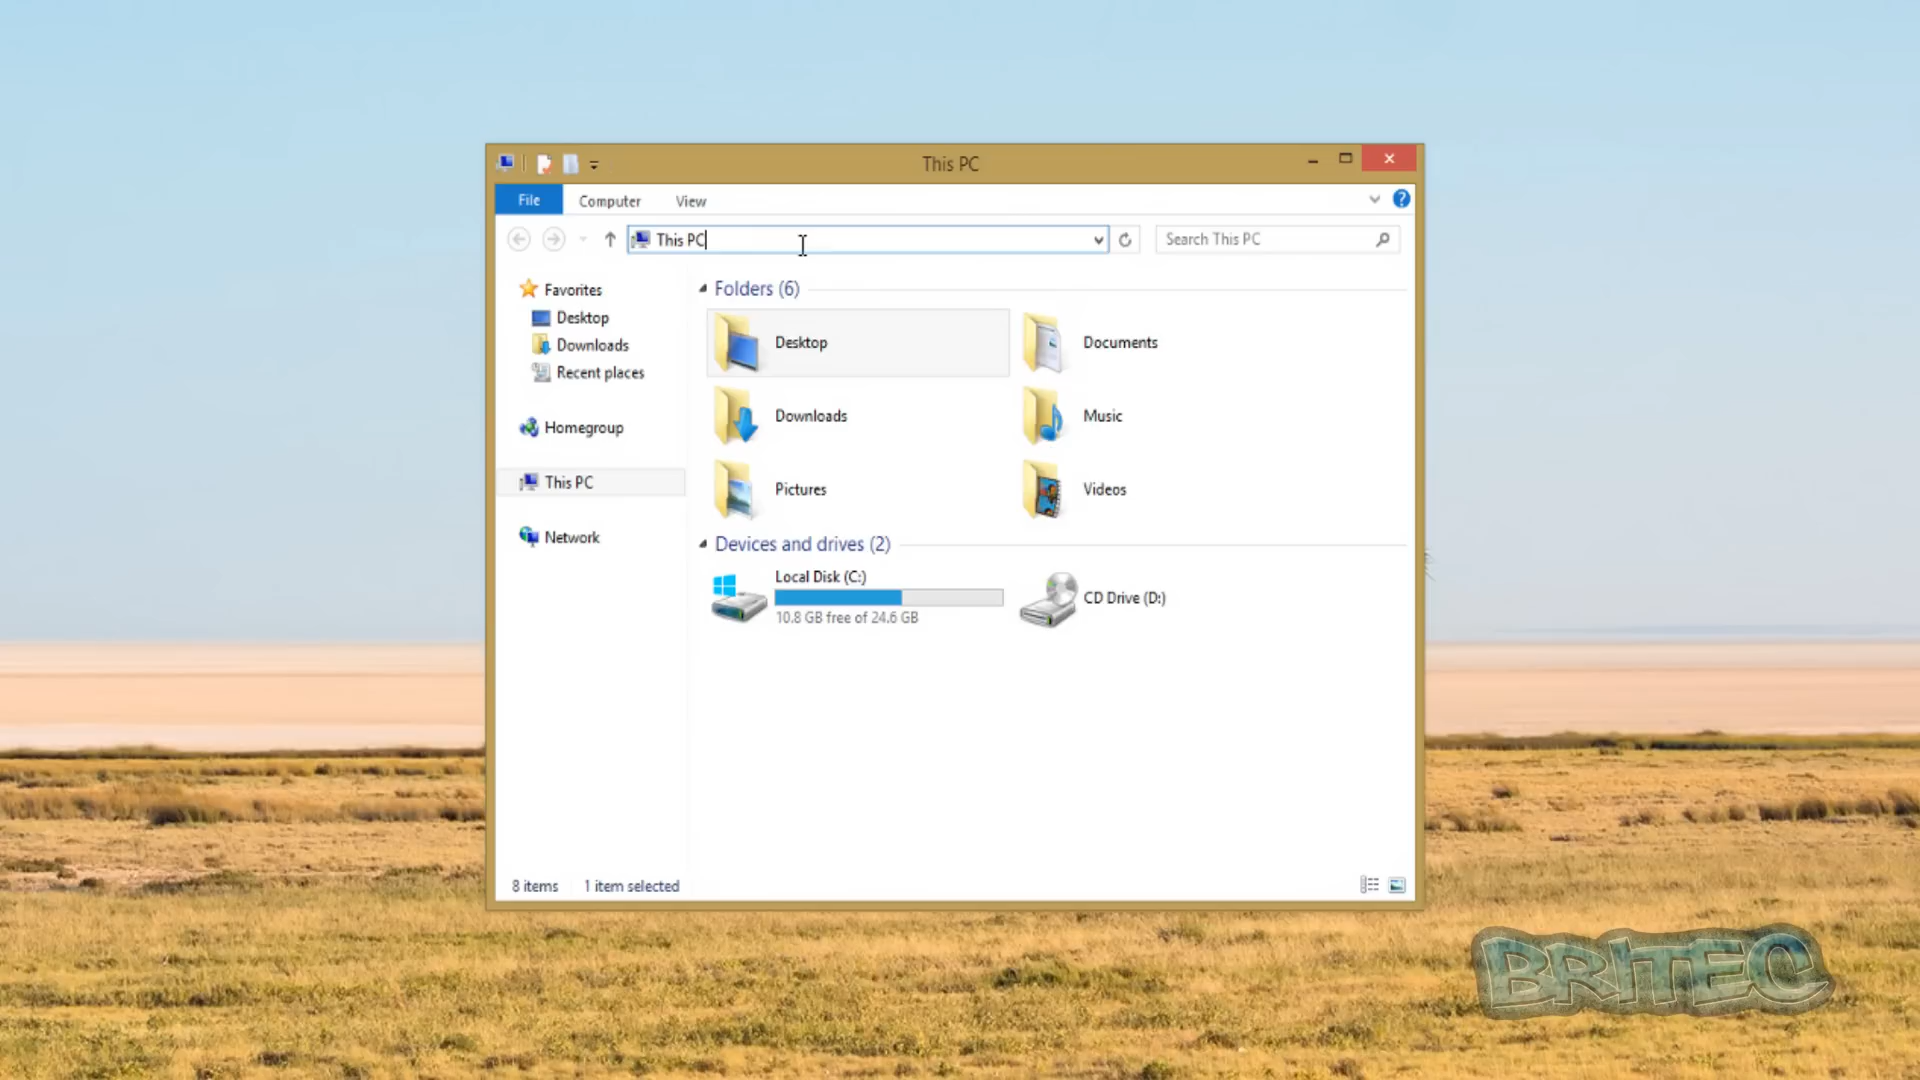 This PC
File
Computer
View
This PC
Search This PC
Favorites
Desktop
Downloads
Recent places
Homegroup
This PC
Network
Folders (6)
Desktop
Documents
Downloads
Music
Pictures
Videos
Devices and drives (2)
Local Disk (C:)
10.8 GB free of 24.6 GB
CD Drive (D:)
8 items
1 item selected
BRITEC